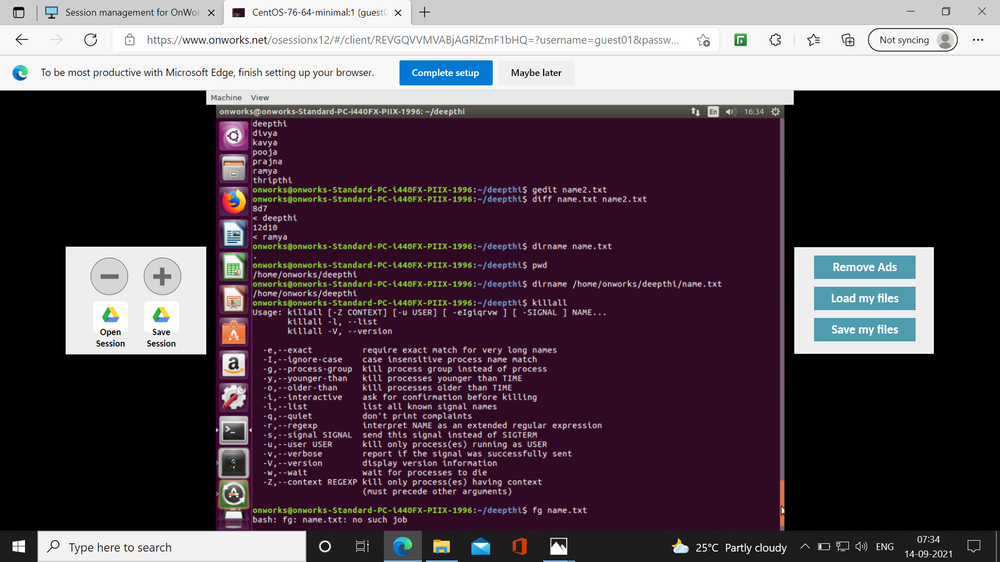 Session management for OnWor
CentOS-76-64-minimal:1 (guest0
https://www.onworks.net/osessionx12/#/client/REVGQVVMVABjAGRlZmF1bHQ=?username=guest01&passw...
Not syncing
To be most productive with Microsoft Edge, finish setting up your browser.
Complete setup
Maybe later
Machine View
onworks@onworks-Standard-PC-i440FX-PIIX-1996: ~/deepthi
En
16:34
deepthi
divya
kavya
pooja
prajna
ramya
thripthi
onworks@onworks-Standard-PC-i440FX-PIIX-1996:~/deepthi$ gedit name2.txt
onworks@onworks-Standard-PC-i440FX-PIIX-1996:~/deepthi$ diff name.txt name2.txt
8d7
< deepthi
12d10
< ramya
onworks@onworks-Standard-PC-i440FX-PIIX-1996:~/deepthi$ dirname name.txt
.
onworks@onworks-Standard-PC-i440FX-PIIX-1996:~/deepthi$ pwd
/home/onworks/deepthi
onworks@onworks-Standard-PC-i440FX-PIIX-1996:~/deepthi$ dirname /home/onworks/deepthi/name.txt
/home/onworks/deepthi
onworks@onworks-Standard-PC-i440FX-PIIX-1996:~/deepthi$ killall
Usage: killall [-Z CONTEXT] [-u USER] [ -eIgiqrvw ] [ -SIGNAL ] NAME...
killall -l, --list
killall -V, --version
-e,--exact require exact match for very long names
-I,--ignore-case case insensitive process name match
-g,--process-group kill process group instead of process
-y,--younger-than kill processes younger than TIME
-o,--older-than kill processes older than TIME
-i,--interactive ask for confirmation before killing
-l,--list list all known signal names
-q,--quiet don't print complaints
-r,--regexp interpret NAME as an extended regular expression
-s,--signal SIGNAL send this signal instead of SIGTERM
-u,--user USER kill only process(es) running as USER
-v,--verbose report if the signal was successfully sent
-V,--version display version information
-w,--wait wait for processes to die
-Z,--context REGEXP kill only process(es) having context
(must precede other arguments)
onworks@onworks-Standard-PC-i440FX-PIIX-1996:~/deepthi$ fg name.txt
bash: fg: name.txt: no such job
Open Session
Save Session
Remove Ads
Load my files
Save my files
Type here to search
25°C Partly cloudy
ENG
07:34
14-09-2021